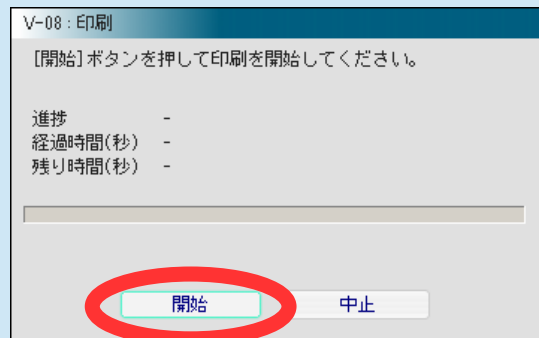 V-08：印刷
[開始]ボタンを押して印刷を開始してください。
進捗 -
経過時間(秒) -
残り時間(秒) -
開始 中止